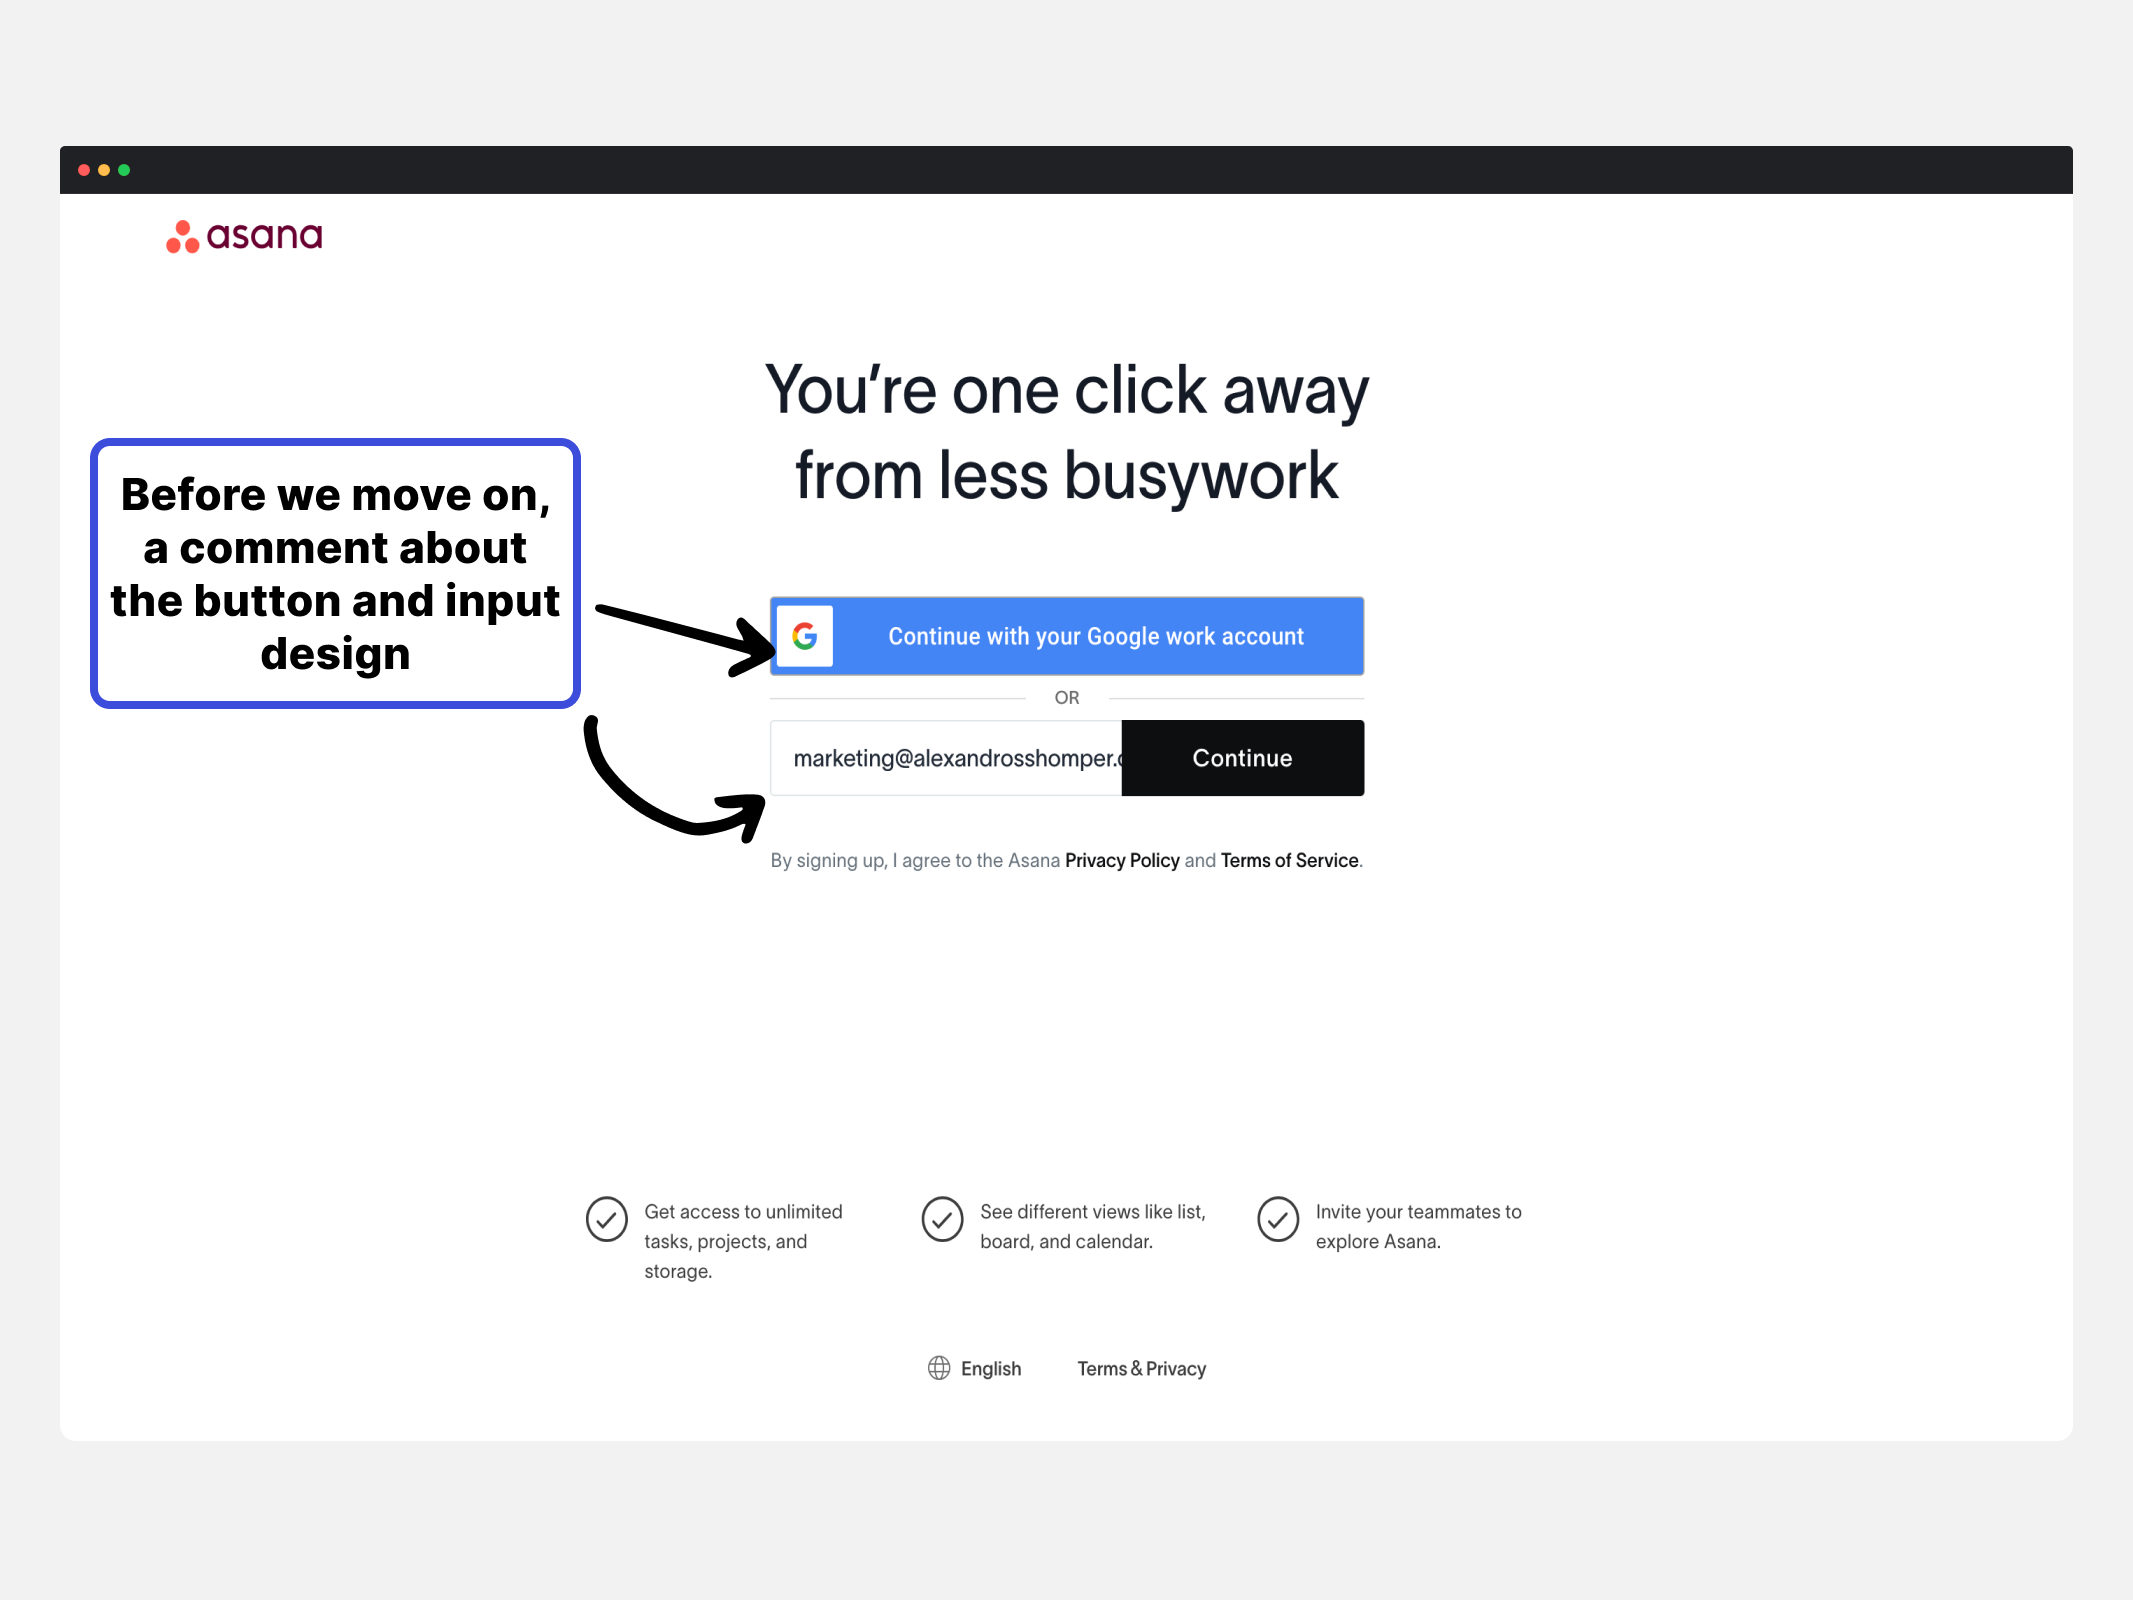 asana
You're one click away
from less busywork
Before we move on,
a comment about
the button and input
design
Continue with your Google work account
OR
marketing@alexandrosshomper.c
Continue
By signing up, I agree to the Asana Privacy Policy and Terms of Service.
Get access to unlimited
tasks, projects, and
storage.
See different views like list,
board, and calendar.
Invite your teammates to
explore Asana.
English
Terms & Privacy